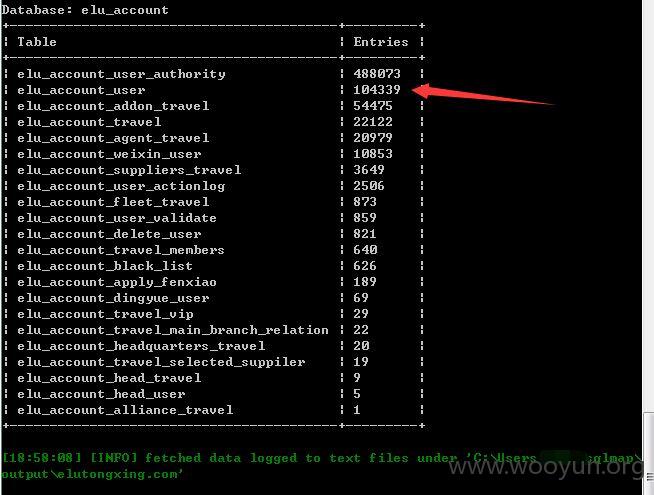 Database: elu_account
Table Entries
elu_account_user_authority 488073
elu_account_user 104339
elu_account_addon_travel 54475
elu_account_travel 22122
elu_account_agent_travel 20979
elu_account_weixin_user 10853
elu_account_suppliers_travel 3649
elu_account_user_actionlog 2506
elu_account_fleet_travel 873
elu_account_user_validate 859
elu_account_delete_user 821
elu_account_travel_members 640
elu_account_black_list 626
elu_account_apply_fenxiao 189
elu_account_dingyue_user 69
elu_account_travel_vip 29
elu_account_travel_main_branch_relation 22
elu_account_headquarters_travel 20
elu_account_travel_selected_suppiler 19
elu_account_head_travel 9
elu_account_head_user 5
elu_account_alliance_travel 1
[18:58:08] [INFO] fetched data logged to text files under 'C:\Users sqlmap\
output\elutongxing.com'
www.wooyun.org